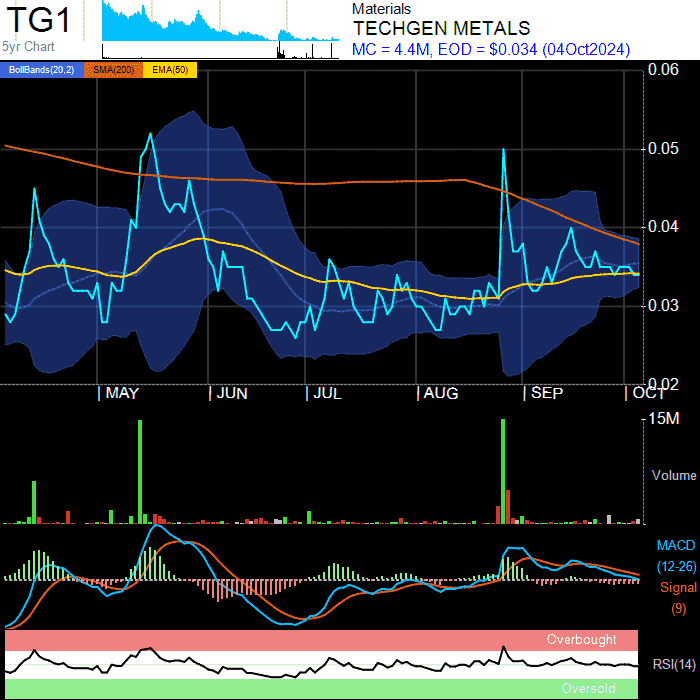 TG1
5yr Chart
Materials
TECHGEN METALS
MC = 4.4M, EOD = $0.034 (04Oct2024)
BollBands(20,2) SMA(200) EMA(50)
0.06
0.05
0.04
0.03
0.02
MAY JUN JUL AUG SEP OCT
15M
Volume
MACD
(12-26)
Signal
(9)
Overbought
RSI(14)
Oversold